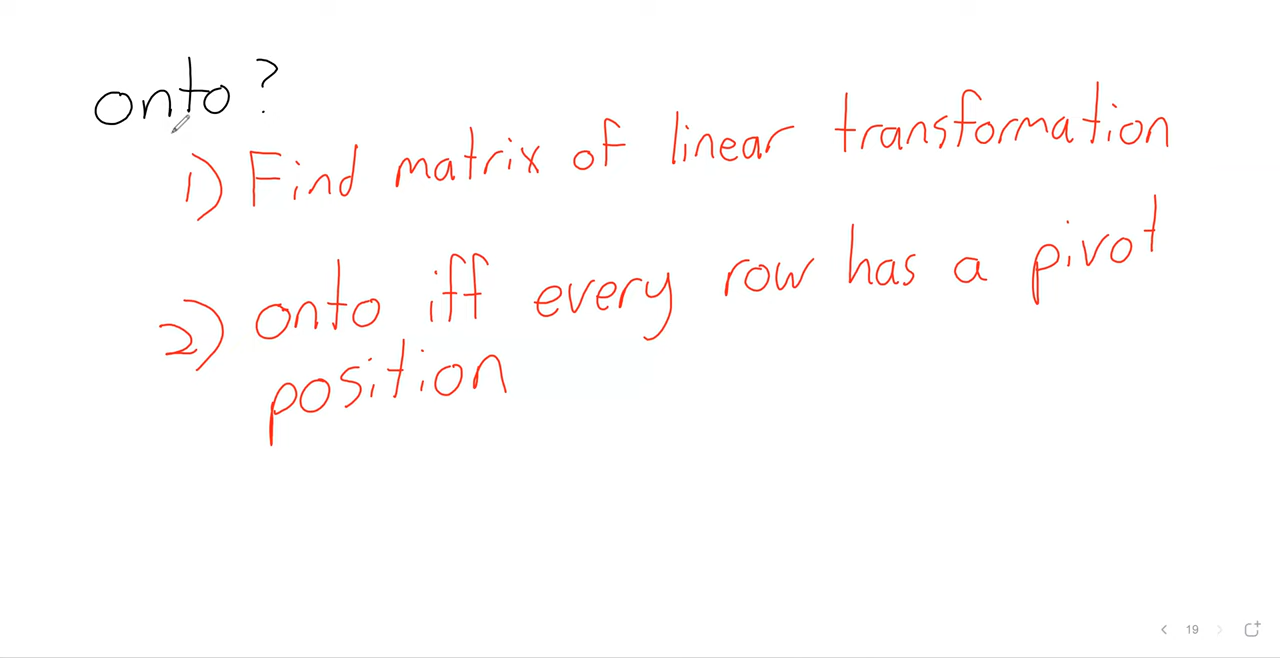 onto?
1) Find matrix of linear transformation
2) onto iff every row has a pivot
position
19